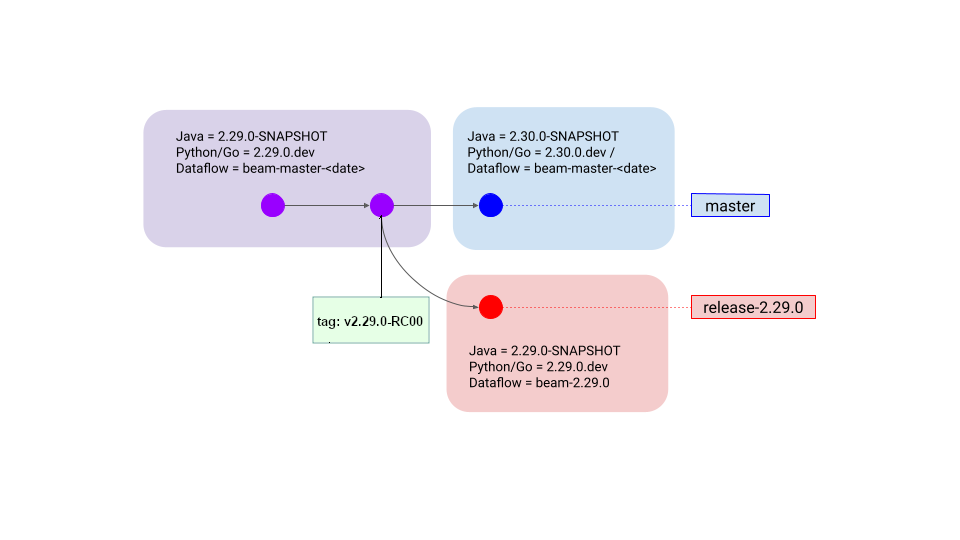 Java = 2.29.0-SNAPSHOT
Python/Go = 2.29.0.dev
Dataflow = beam-master-<date>
Java = 2.30.0-SNAPSHOT
Python/Go = 2.30.0.dev /
Dataflow = beam-master-<date>
master
tag: v2.29.0-RC00
release-2.29.0
Java = 2.29.0-SNAPSHOT
Python/Go = 2.29.0.dev
Dataflow = beam-2.29.0